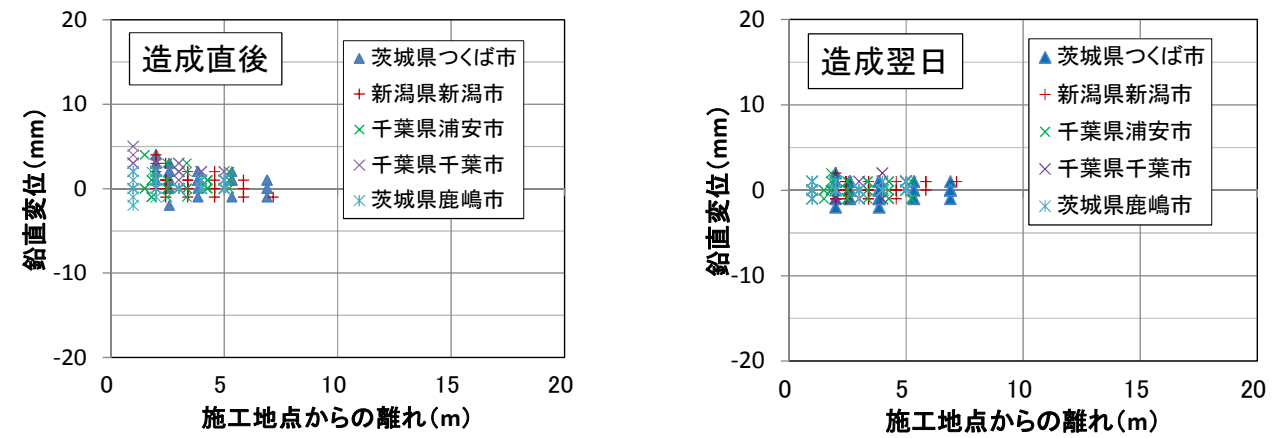 造成直後
茨城県つくば市
新潟県新潟市
千葉県浦安市
千葉県千葉市
茨城県鹿嶋市
20
10
0
-10
-20
鉛直変位(mm)
0
5
10
15
20
施工地点からの離れ(m)
造成翌日
茨城県つくば市
新潟県新潟市
千葉県浦安市
千葉県千葉市
茨城県鹿嶋市
20
10
0
-10
-20
鉛直変位(mm)
0
5
10
15
20
施工地点からの離れ(m)